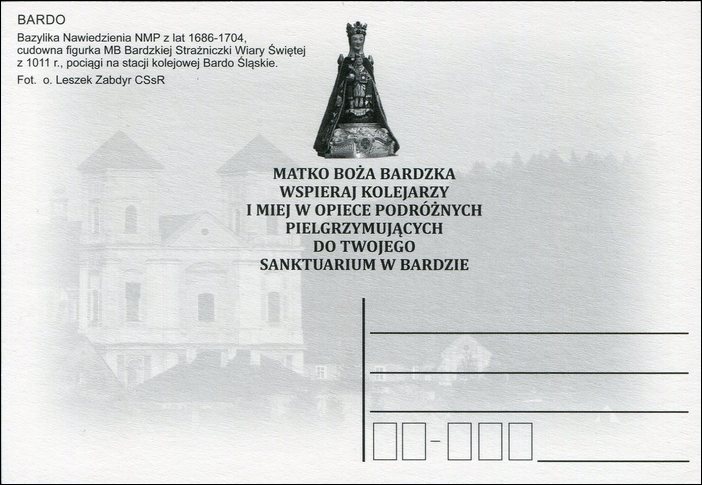 BARDO
Bazylika Nawiedzenia NMP z lat 1686-1704,
cudowna figurka MB Bardzkiej Strażniczki Wiary Świętej
z 1011 r., pociągi na stacji kolejowej Bardo Śląskie.
Fot. o. Leszek Zabdyr CSsR
MATKO BOŻA BARDZKA
WSPIERAJ KOLEJARZY
I MIEJ W OPIECE PODRÓŻNYCH
PIELGRZYMUJĄCYCH
DO TWOJEGO
SANKTUARIUM W BARDZIE